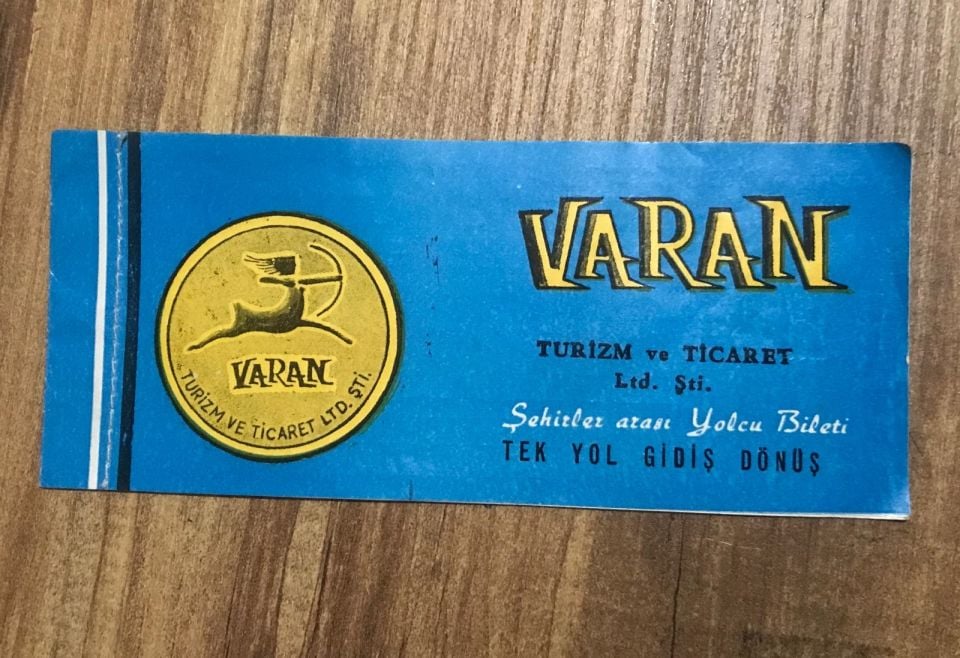 VARAN
TURİZM VE TİCARET LTD. ŞTİ.
VARAN
TURİZM ve TİCARET
Ltd. Şti.
Şehirler arası Yolcu Bileti
TEK YOL GİDİŞ DÖNÜŞ